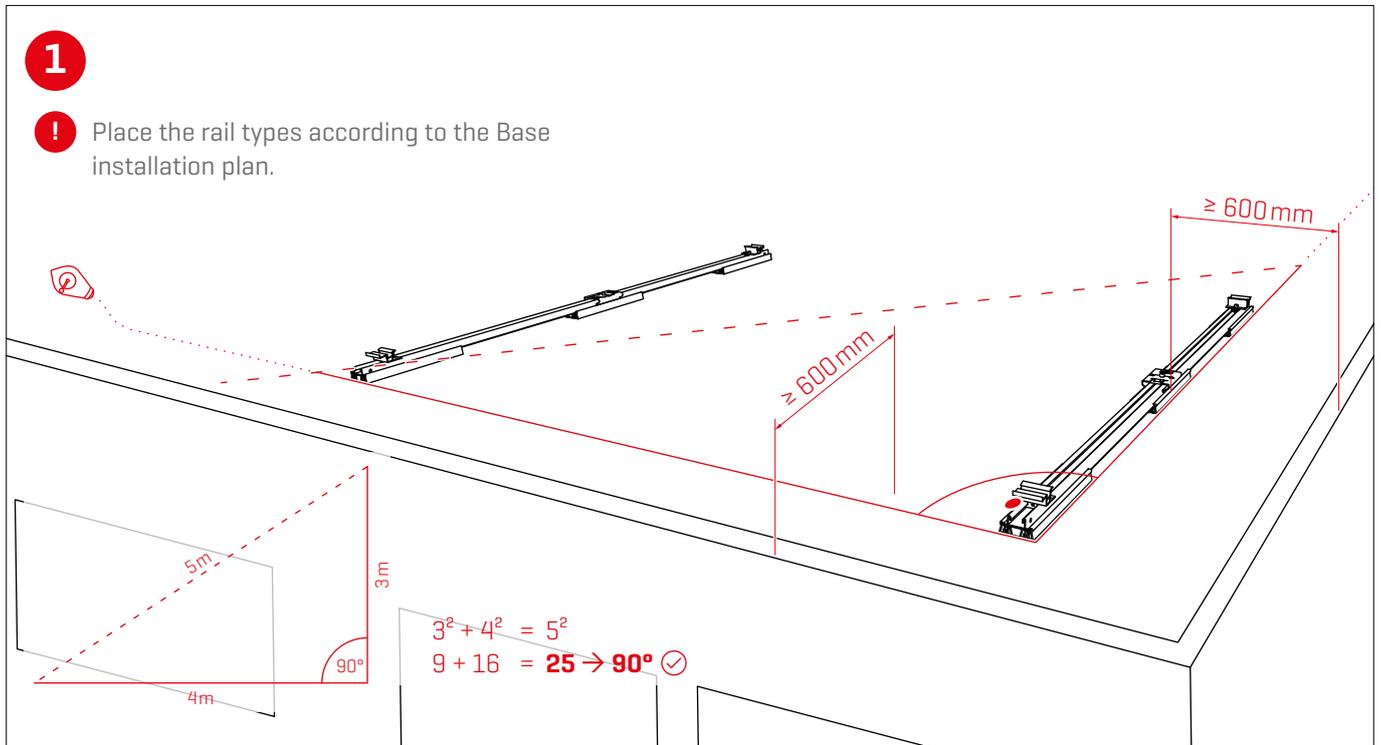 1
! Place the rail types according to the Base
installation plan.
≥ 600 mm
≥ 600 mm
5m
3m
90°
4m
3² + 4² = 5²
9 + 16 = 25 → 90°